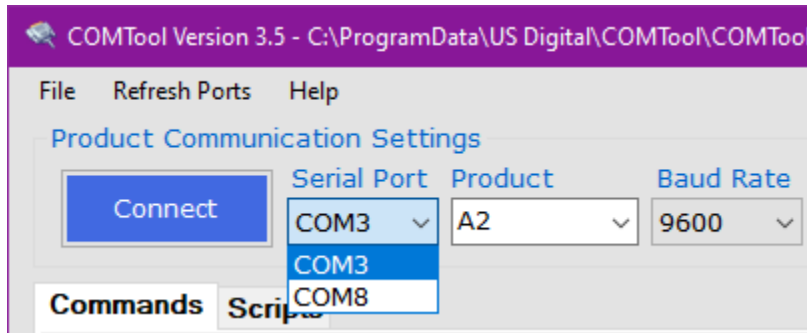 COMTool Version 3.5 - C:\ProgramData\US Digital\COMTool\COMToo
File Refresh Ports Help
Product Communication Settings
Serial Port Product Baud Rate
Connect COM3 A2 9600
COM3
COM8
Commands Scripts